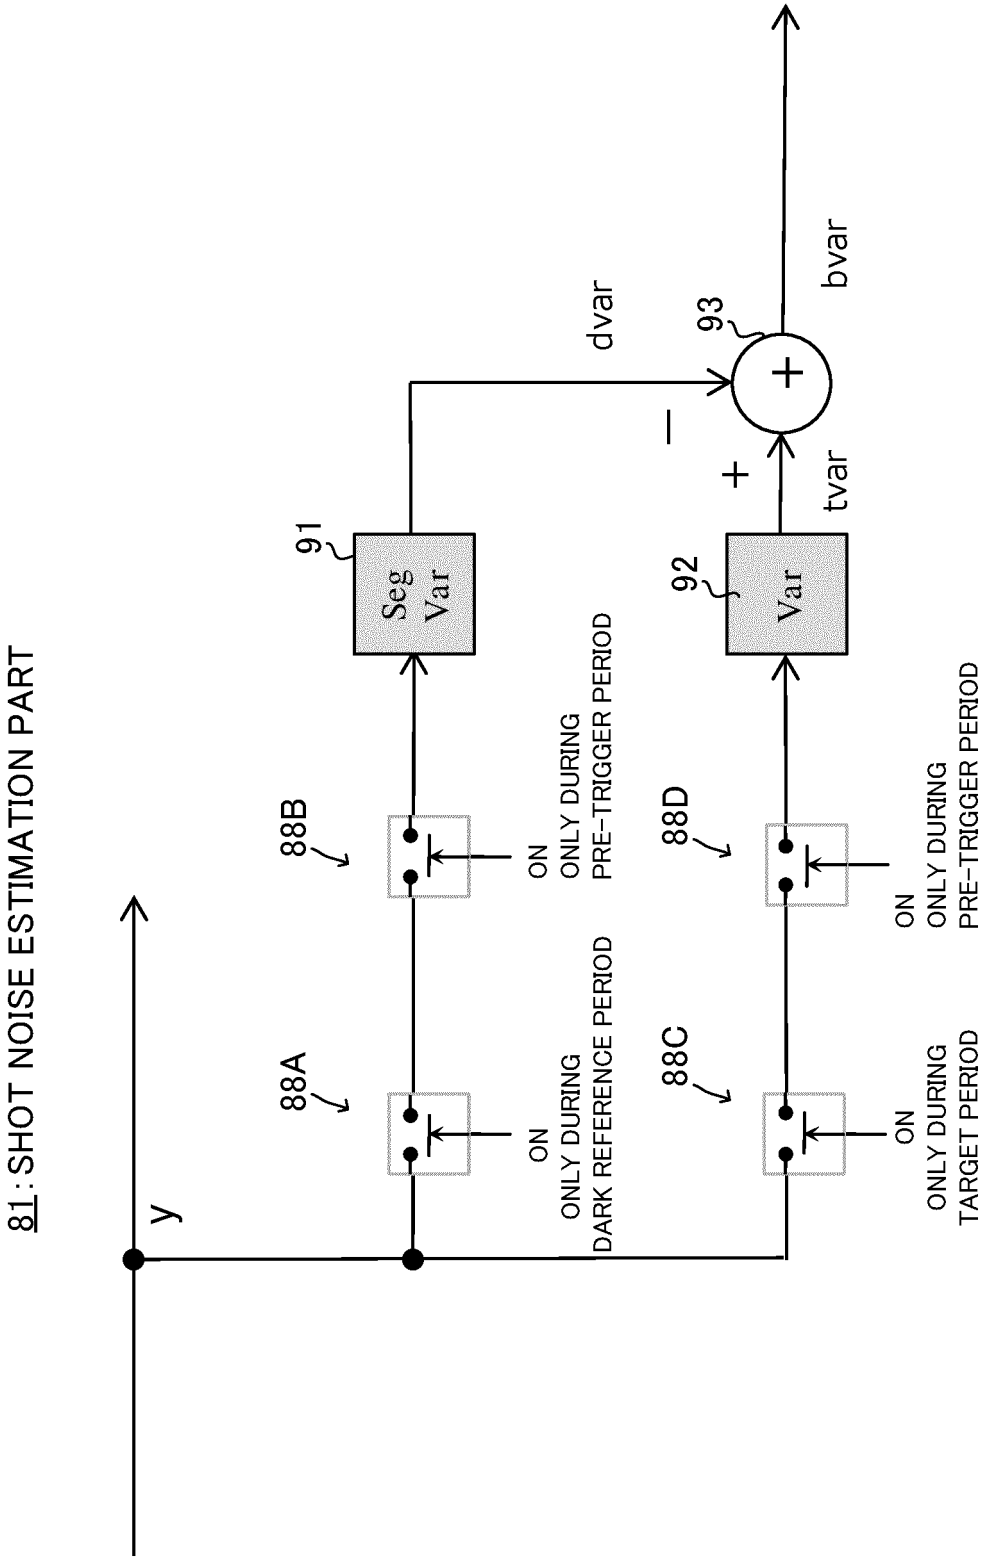 81:SHOT NOISE ESTIMATION PART
y
88A
ON
ONLY DURING
DARK REFERENCE PERIOD
88B
ON
ONLY DURING
PRE-TRIGGER PERIOD
91
Seg
Var
dvar
88C
ON
ONLY DURING
TARGET PERIOD
88D
ON
ONLY DURING
PRE-TRIGGER PERIOD
92
Var
tvar
+
−
93
+
bvar